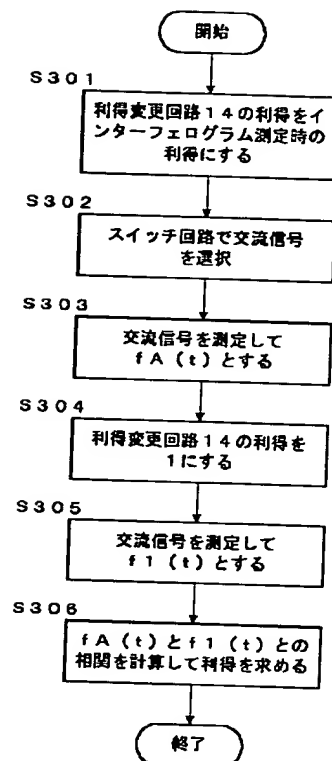 開始
S301
利得変更回路14の利得をイ
ンターフェログラム測定時の
利得にする
S302
スイッチ回路で交流信号
を選択
S303
交流信号を測定して
fA(t)とする
S304
利得変更回路14の利得を
1にする
S305
交流信号を測定して
f1(t)とする
S306
fA(t)とf1(t)との
相関を計算して利得を求める
終了